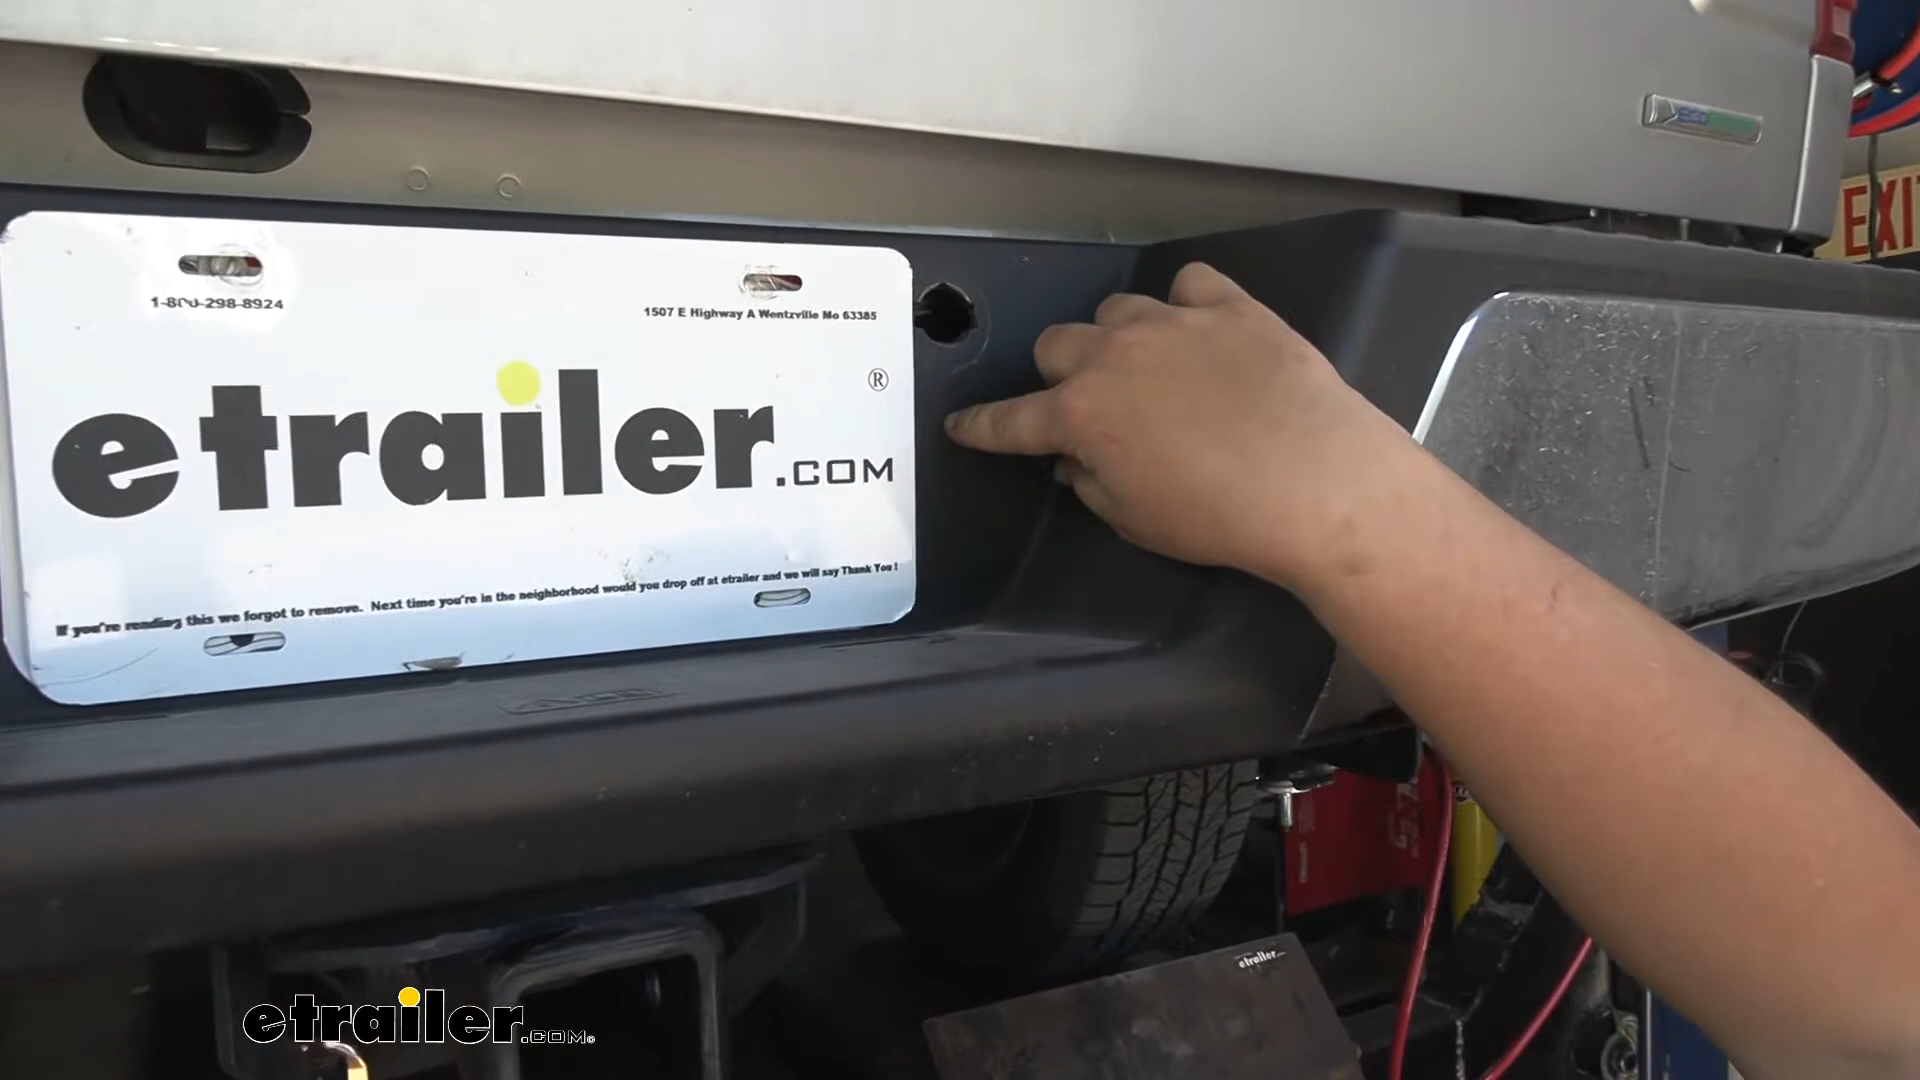 EXIT
1-800-298-8924
1507 E Highway A Wentzville Mo 63385
etrailer.com®
If you're reading this we forgot to remove. Next time you're in the neighborhood would you drop off at etrailer and we will say Thank You !
etrailer
etrailer.com